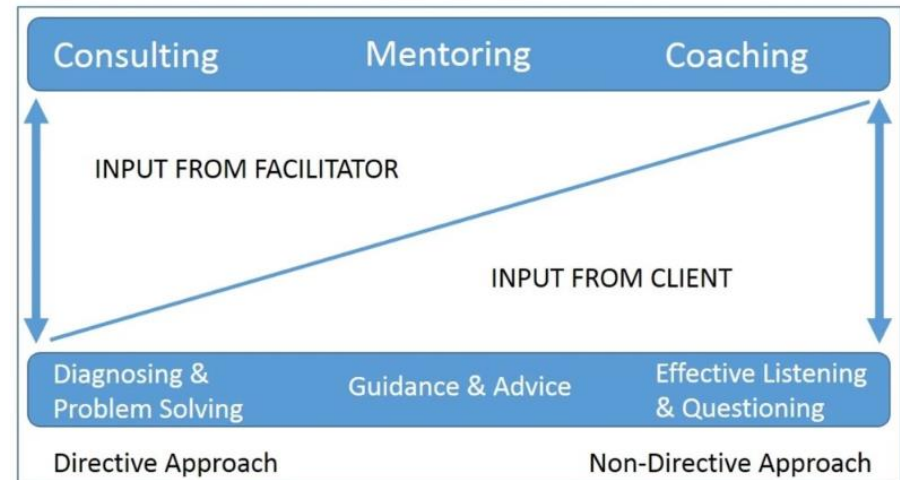 Consulting Mentoring Coaching
INPUT FROM FACILITATOR
INPUT FROM CLIENT
Diagnosing &
Problem Solving
Guidance & Advice
Effective Listening
& Questioning
Directive Approach Non-Directive Approach